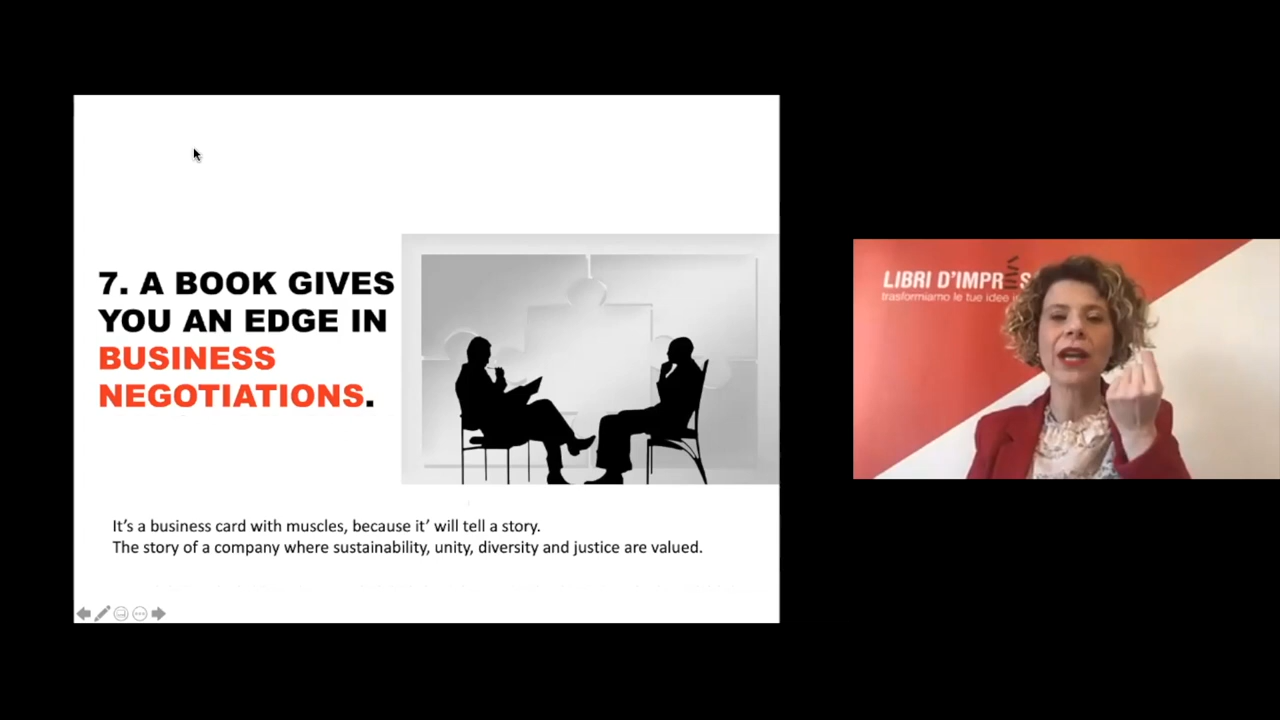 7. A BOOK GIVES
YOU AN EDGE IN
BUSINESS
NEGOTIATIONS.
It’s a business card with muscles, because it’ will tell a story.
The story of a company where sustainability, unity, diversity and justice are valued.
LIBRI D'IMPR
trasformiamo le tue idee